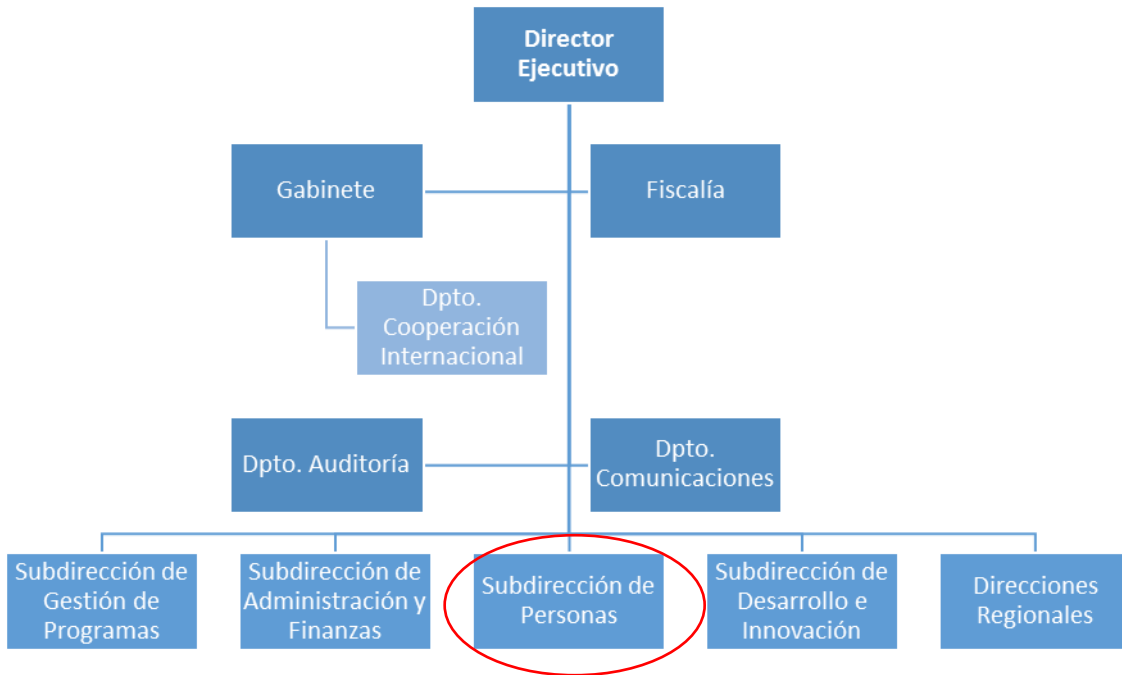 Director
Ejecutivo
Gabinete
Fiscalía
Dpto.
Cooperación
Internacional
Dpto. Auditoría
Dpto.
Comunicaciones
Subdirección de
Gestión de
Programas
Subdirección de
Administración y
Finanzas
Subdirección de
Personas
Subdirección de
Desarrollo e
Innovación
Direcciones
Regionales